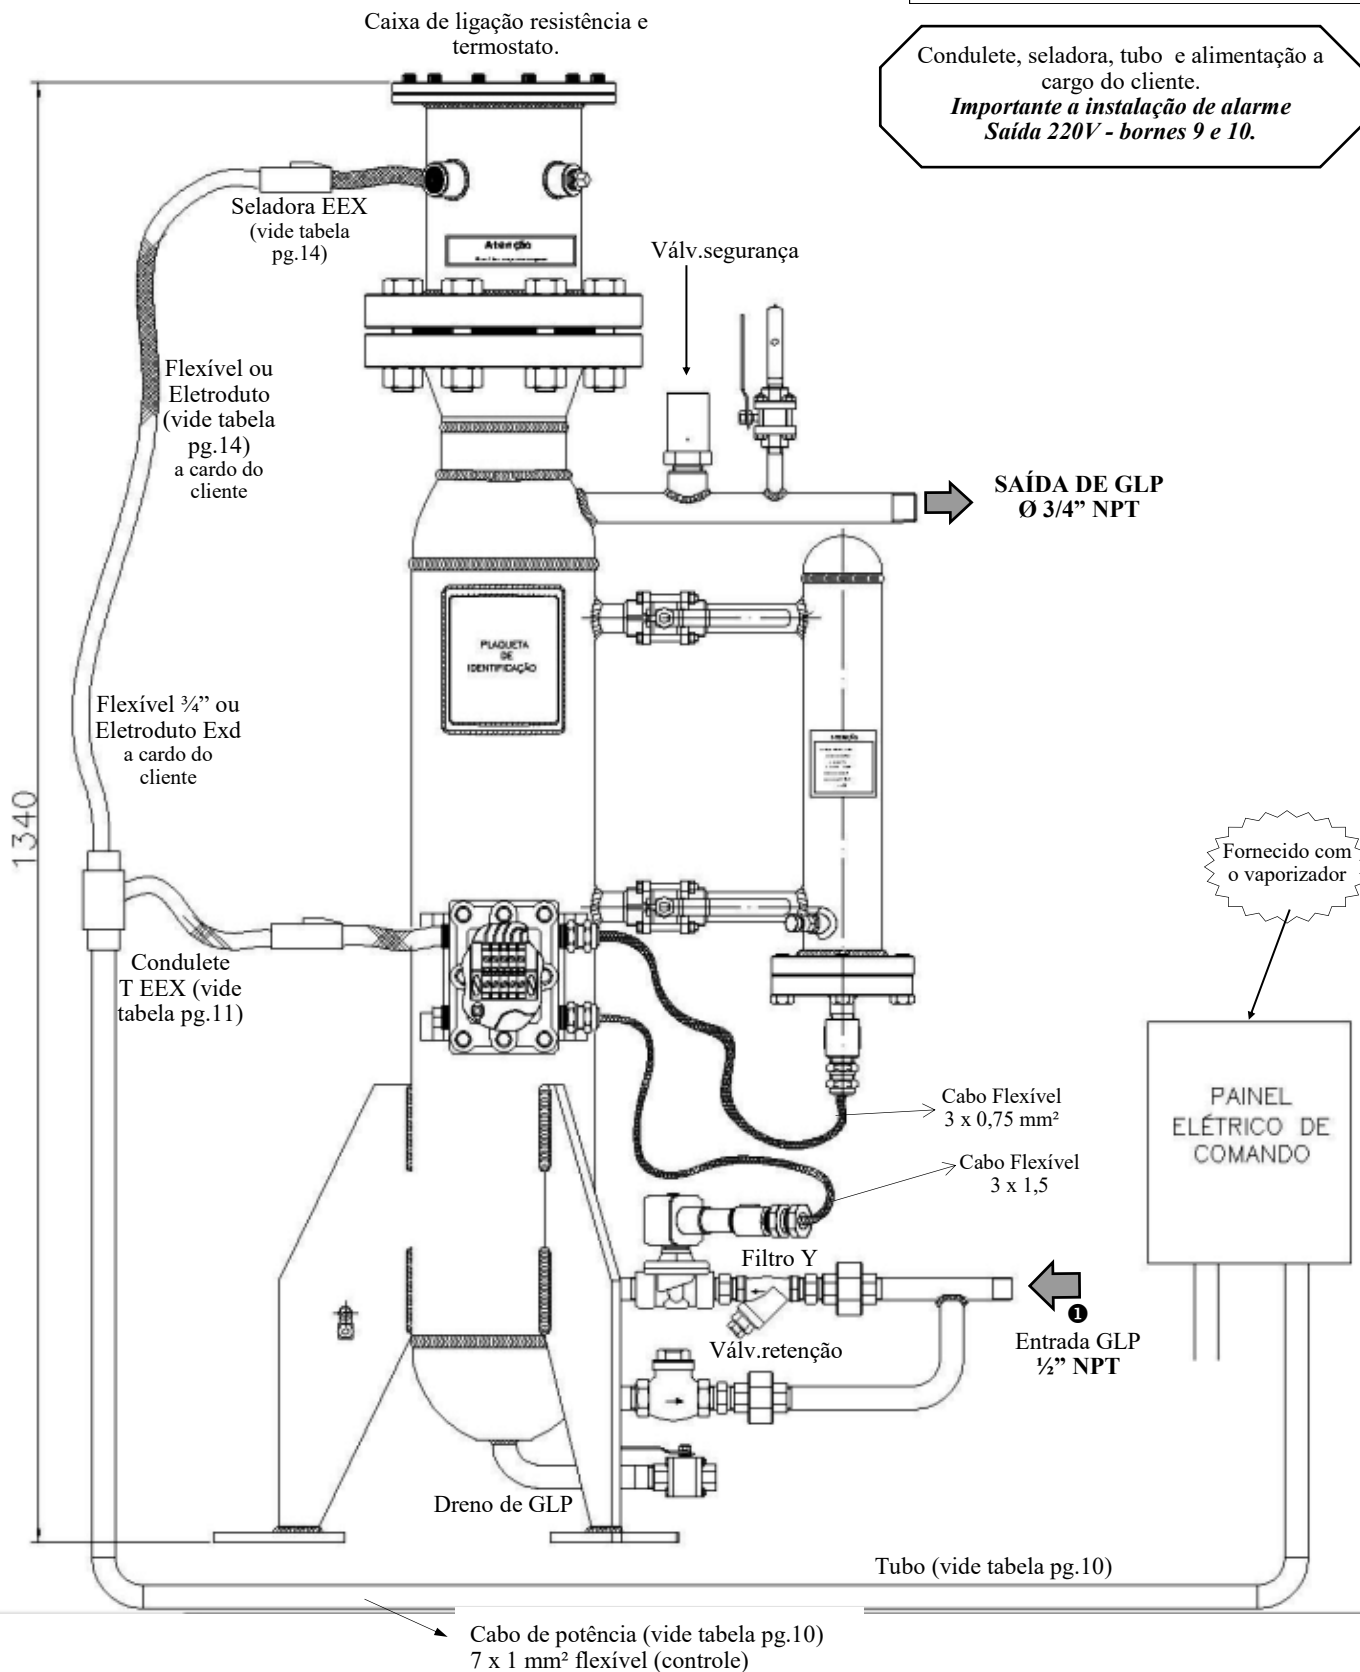 Caixa de ligação resistência e
termostato.
Condulete, seladora, tubo e alimentação a
cargo do cliente.
Importante a instalação de alarme
Saída 220V - bornes 9 e 10.
Seladora EEX
(vide tabela
pg.14)
Atenção
Válv.segurança
Flexível ou
Eletroduto
(vide tabela
pg.14)
a cardo do
cliente
SAÍDA DE GLP
Ø 3/4” NPT
PLAQUETA
DE
IDENTIFICAÇÃO
Flexível ¾” ou
Eletroduto Exd
a cardo do
cliente
ATENÇÃO
1340
Fornecido com
o vaporizador
Condulete
T EEX (vide
tabela pg.11)
PAINEL
ELÉTRICO DE
COMANDO
Cabo Flexível
3 x 0,75 mm²
Cabo Flexível
3 x 1,5
Filtro Y
❶
Entrada GLP
½” NPT
Válv.retenção
Dreno de GLP
Tubo (vide tabela pg.10)
Cabo de potência (vide tabela pg.10)
7 x 1 mm² flexível (controle)